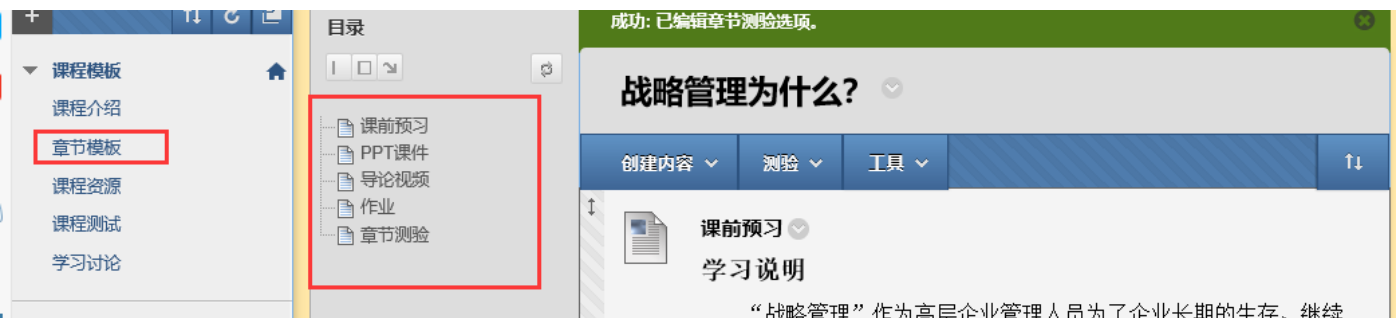 课程模板
课程介绍
章节模板
课程资源
课程测试
学习讨论
目录
课前预习
PPT课件
导论视频
作业
章节测验
成功: 已编辑章节测验选项。
战略管理为什么?
创建内容 测验 工具
课前预习
学习说明
“战略管理”作为高层企业管理人员为了企业长期的生存、继续